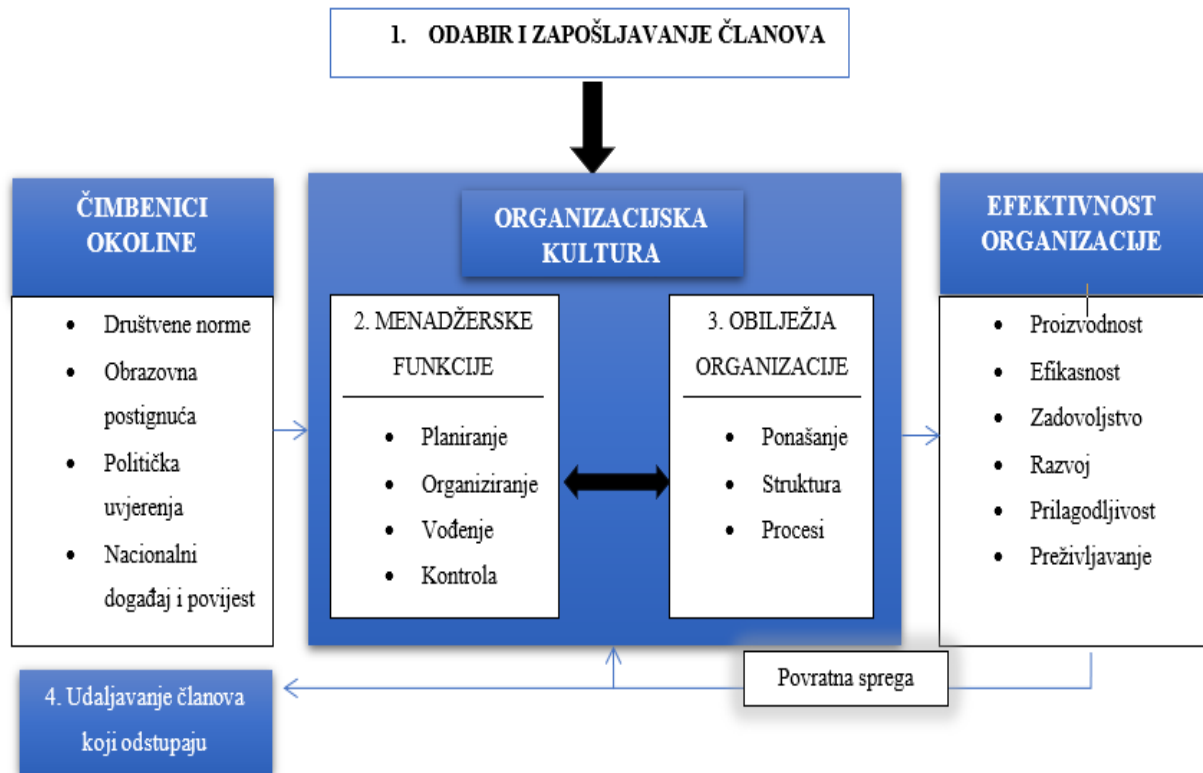 1. ODABIR I ZAPOŠLJAVANJE ČLANOVA
ČIMBENICI
OKOLINE
• Društvene norme
• Obrazovna
postignuća
• Politička
uvjerenja
• Nacionalni
događaj i povijest
ORGANIZACIJSKA
KULTURA
2. MENADŽERSKE
FUNKCIJE
• Planiranje
• Organiziranje
• Vođenje
• Kontrola
3. OBILJEŽJA
ORGANIZACIJE
• Ponašanje
• Struktura
• Procesi
EFEKTIVNOST
ORGANIZACIJE
• Proizvodnost
• Efikasnost
• Zadovoljstvo
• Razvoj
• Prilagodljivost
• Preživljavanje
Povratna sprega
4. Udaljavanje članova
koji odstupaju